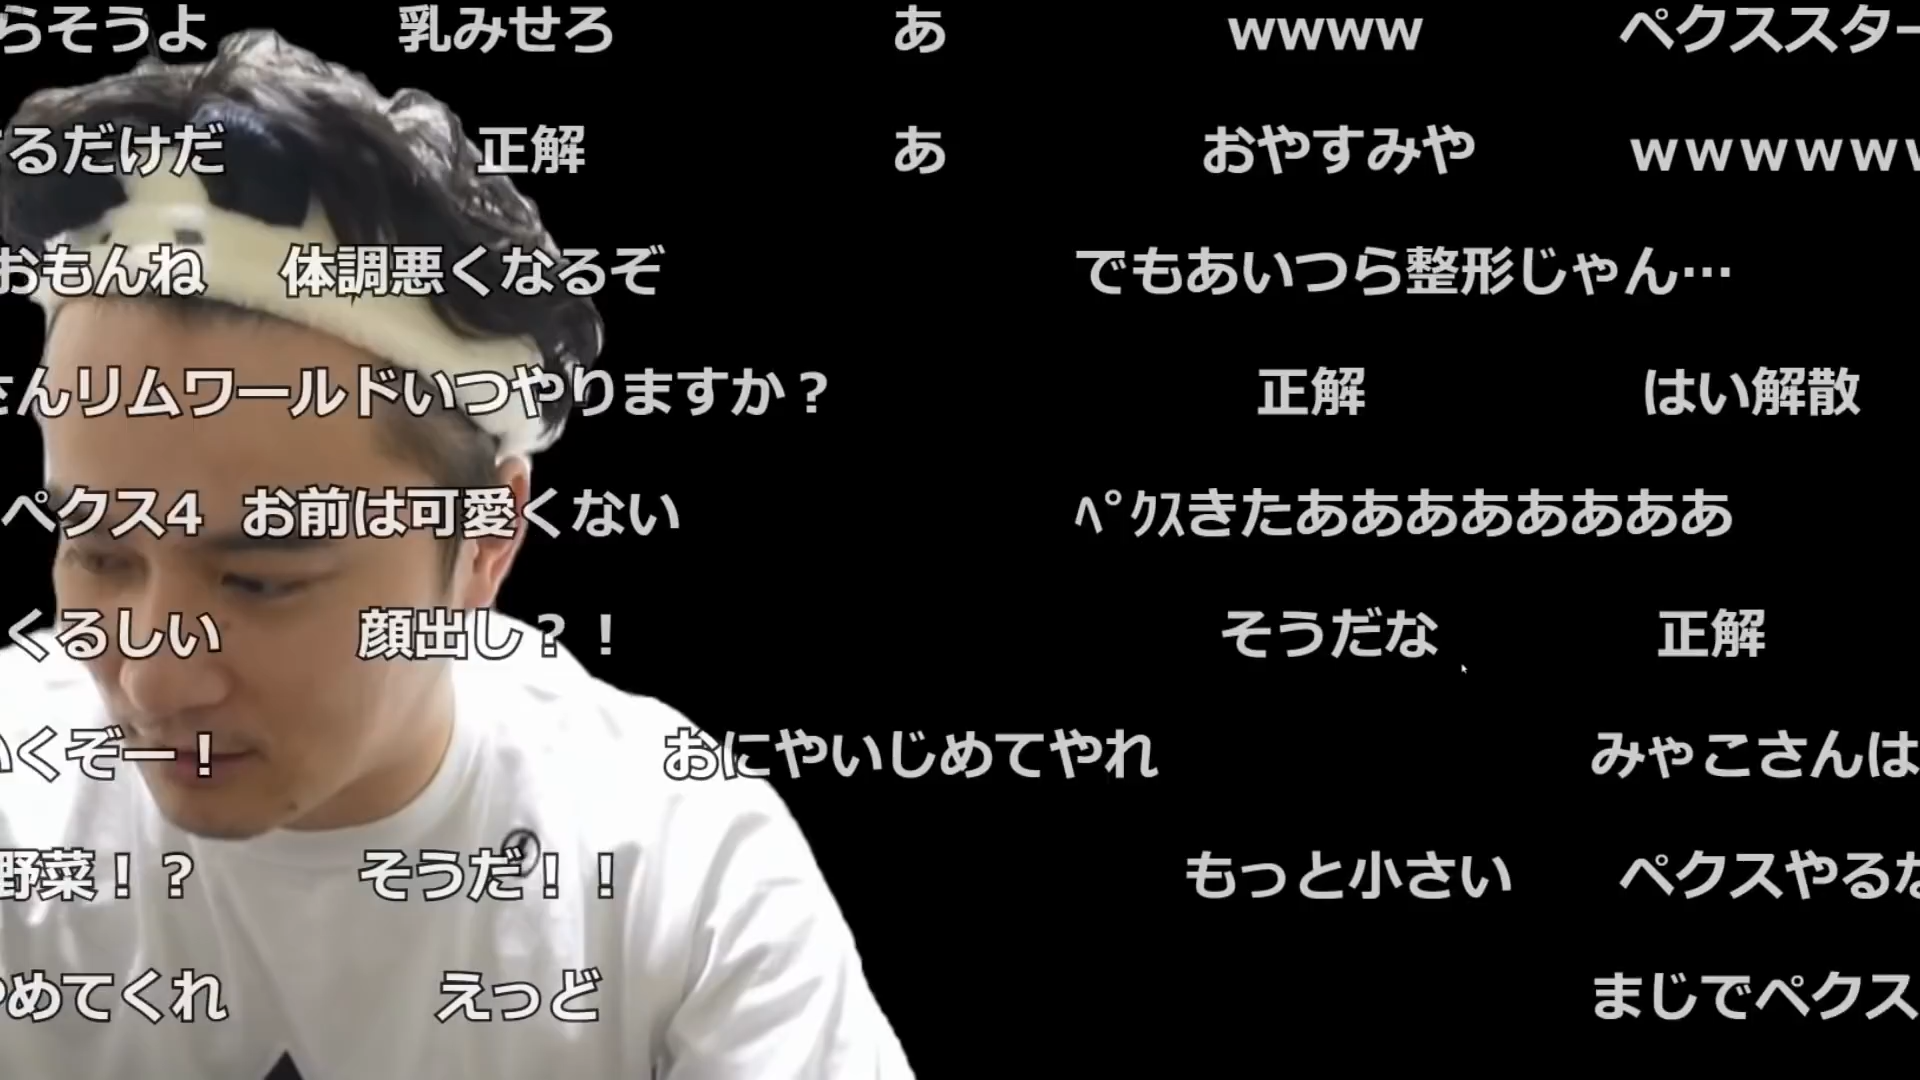 らそうよ 乳みせろ あ wwww ペクススター
てるだけだ 正解 あ おやすみや wwwwww
おもんね 体調悪くなるぞ でもあいつら整形じゃん…
さんリムワールドいつやりますか？ 正解 はい解散
ペクス4 お前は可愛くない ﾍﾟｸｽきたああああああああ
くるしい 顔出し？！ そうだな 正解
いくぞー！ おにやいじめてやれ みゃこさんは
野菜！？ そうだ！！ もっと小さい ペクスやるな
やめてくれ えっど まじでペクス